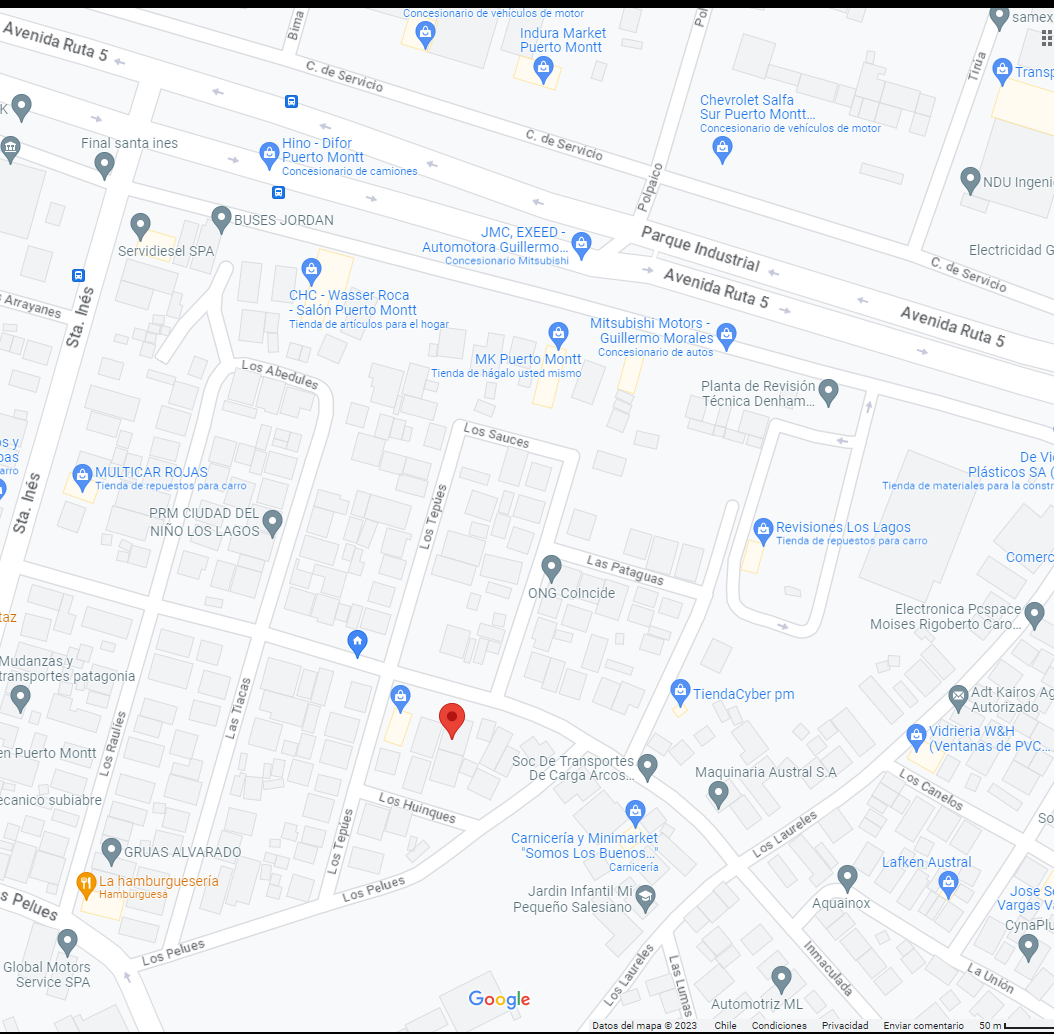 Concesionario de vehículos de motor
Avenida Ruta 5
Bima
Indura Market
Puerto Montt
Pol
samex
Tirúa
Transp
C. de Servicio
K
Chevrolet Salfa
Sur Puerto Montt...
Concesionario de vehículos de motor
Final santa ines
Hino - Difor
Puerto Montt
Concesionario de camiones
C. de Servicio
Polpaico
NDU Ingenie
BUSES JORDAN
Servidiesel SPA
JMC, EXEED -
Automotora Guillermo...
Concesionario Mitsubishi
Parque Industrial
Electricidad G
C. de Servicio
Avenida Ruta 5
Avenida Ruta 5
s Arrayanes
Sta. Inés
CHC - Wasser Roca
- Salón Puerto Montt
Tienda de artículos para el hogar
Mitsubishi Motors -
Guillermo Morales
Concesionario de autos
MK Puerto Montt
Tienda de hágalo usted mismo
Los Abedules
Planta de Revisión
Técnica Denham...
Los Sauces
os y
pas
arro
MULTICAR ROJAS
Tienda de repuestos para carro
De Vi
Plásticos SA (
Tienda de materiales para la constr
Sta. Inés
PRM CIUDAD DEL
NIÑO LOS LAGOS
Los Tepúes
Revisiones Los Lagos
Tienda de repuestos para carro
Comerc
Las Pataguas
ONG CoIncide
taz
Electronica Pcspace
Moises Rigoberto Caro...
Mudanzas y
transportes patagonia
TiendaCyber pm
Adt Kairos Ag
Autorizado
Las Tiacas
Los Raulíes
Vidrieria W&H
(Ventanas de PVC...
en Puerto Montt
Soc De Transportes
De Carga Arcos...
Maquinaria Austral S.A
ecanico subiabre
Los Huinques
Los Canelos
So
Los Tepúes
Carnicería y Minimarket
"Somos Los Buenos..."
Carnicería
Los Laureles
GRUAS ALVARADO
Lafken Austral
La hamburguesería
Hamburguesa
Los Pelues
Jardin Infantil Mi
Pequeño Salesiano
Aquainox
Jose Se
Vargas Va
s Pelues
CynaPlu
Los Pelues
Global Motors
Service SPA
Los Laureles
Las Lumas
Inmaculada
La Unión
Automotriz ML
Google
Datos del mapa © 2023 Chile Condiciones Privacidad Enviar comentario 50 m